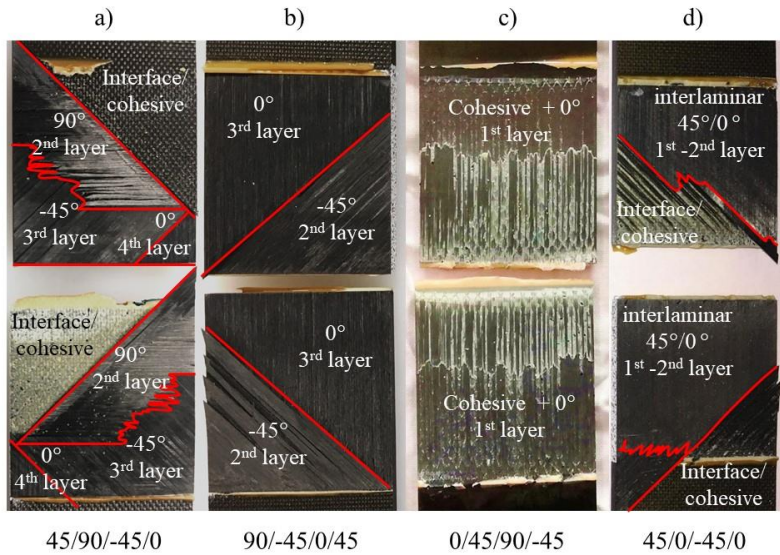 a)
b)
c)
d)
Interface/
cohesive
90°
2nd layer
-45°
3rd layer
0°
4th layer
0°
3rd layer
-45°
2nd layer
Cohesive + 0°
1st layer
interlaminar
45°/0°
1st -2nd layer
Interface/
cohesive
Interface/
cohesive
90°
2nd layer
-45°
3rd layer
0°
4th layer
0°
3rd layer
-45°
2nd layer
Cohesive + 0°
1st layer
interlaminar
45°/0°
1st -2nd layer
Interface/
cohesive
45/90/-45/0
90/-45/0/45
0/45/90/-45
45/0/-45/0